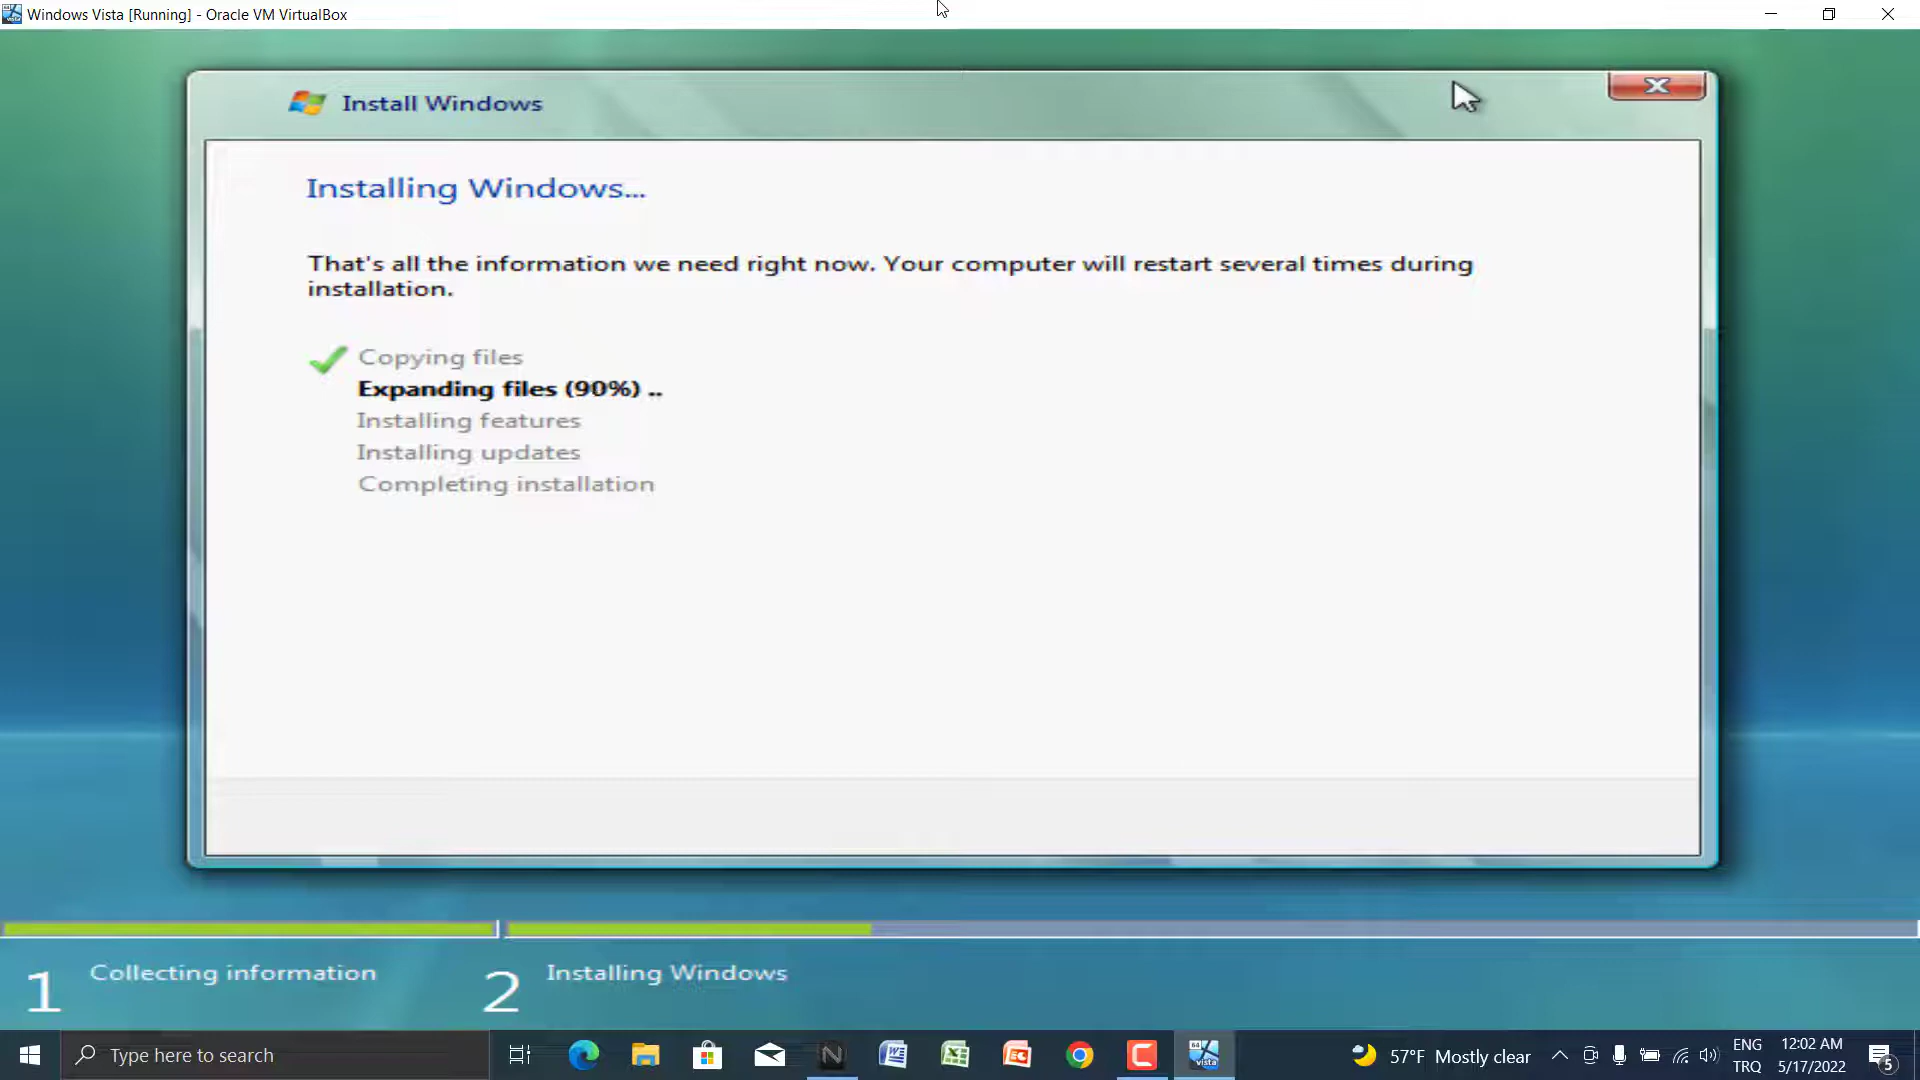 Windows Vista [Running] - Oracle VM VirtualBox
Install Windows
Installing Windows...
That's all the information we need right now. Your computer will restart several times during
installation.
Copying files
Expanding files (90%) ..
Installing features
Installing updates
Completing installation
1 Collecting information
2 Installing Windows
Type here to search
57°F Mostly clear
ENG
TRQ
12:02 AM
5/17/2022
5